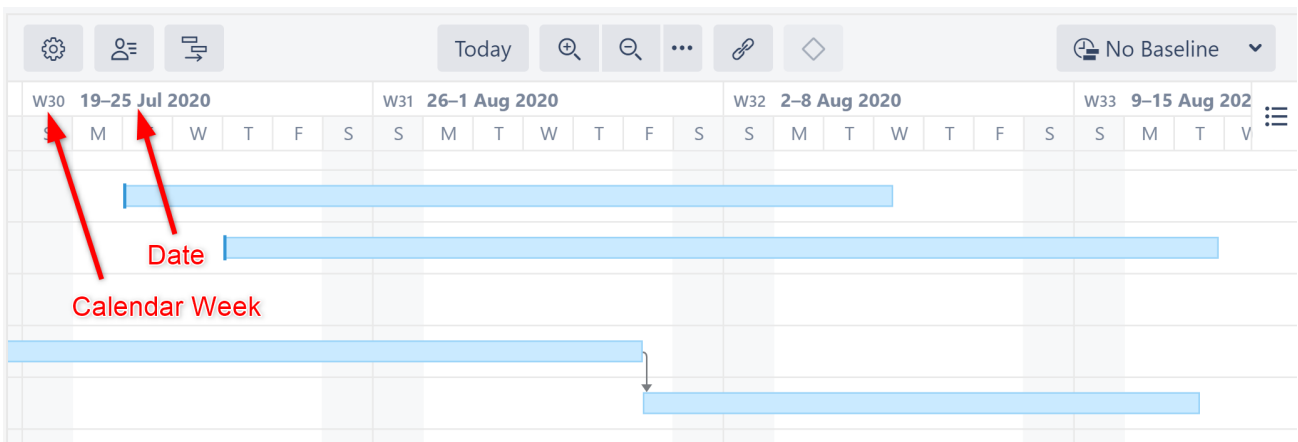 Today ••• No Baseline
W30 19–25 Jul 2020 W31 26–1 Aug 2020 W32 2–8 Aug 2020 W33 9–15 Aug 202
S M W T F S S M T W T F S S M T W T F S S M T W
Date
Calendar Week